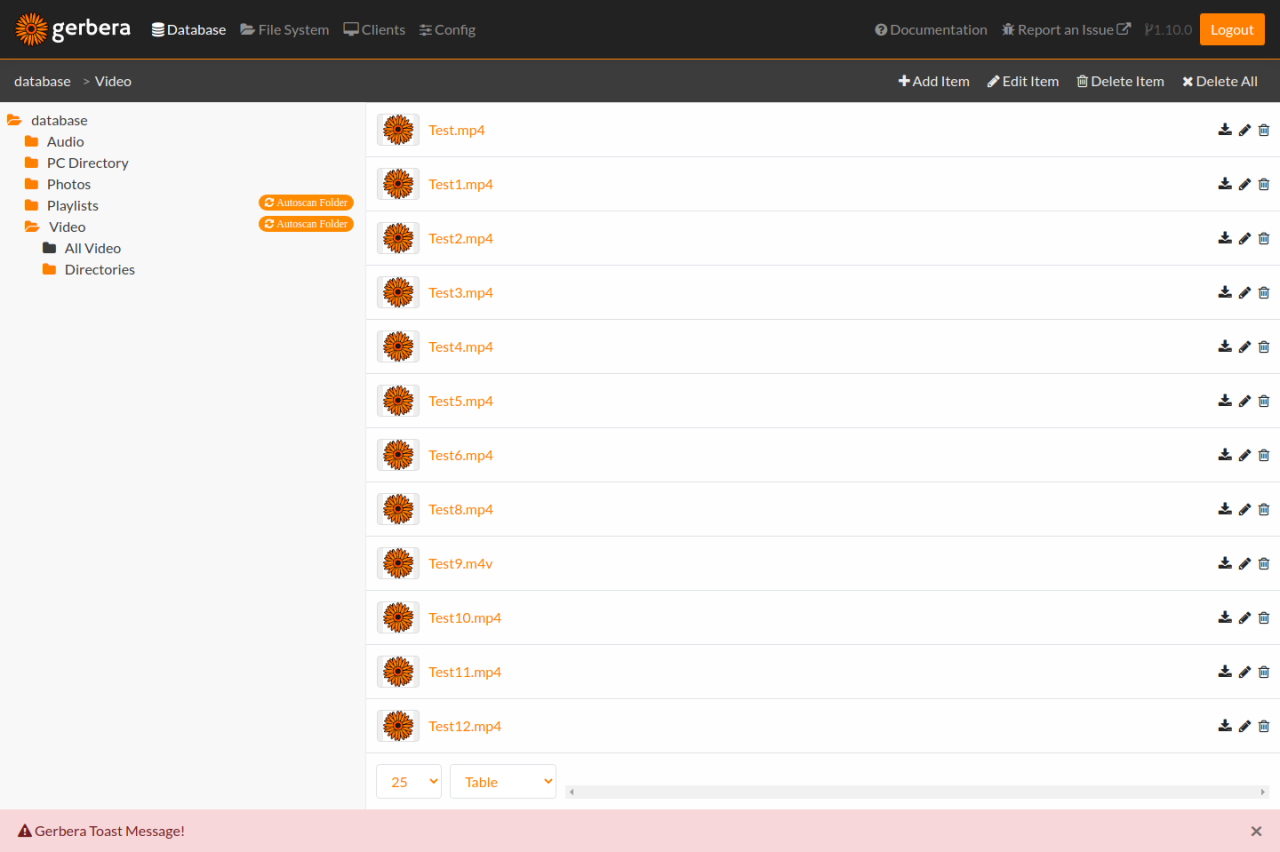 gerbera Database File System Clients Config Documentation Report an Issue 1.10.0 Logout
database > Video Add Item Edit Item Delete Item Delete All
database
Audio
PC Directory
Photos
Playlists Autoscan Folder
Video Autoscan Folder
All Video
Directories
Test.mp4
Test1.mp4
Test2.mp4
Test3.mp4
Test4.mp4
Test5.mp4
Test6.mp4
Test8.mp4
Test9.m4v
Test10.mp4
Test11.mp4
Test12.mp4
25 Table
Gerbera Toast Message!